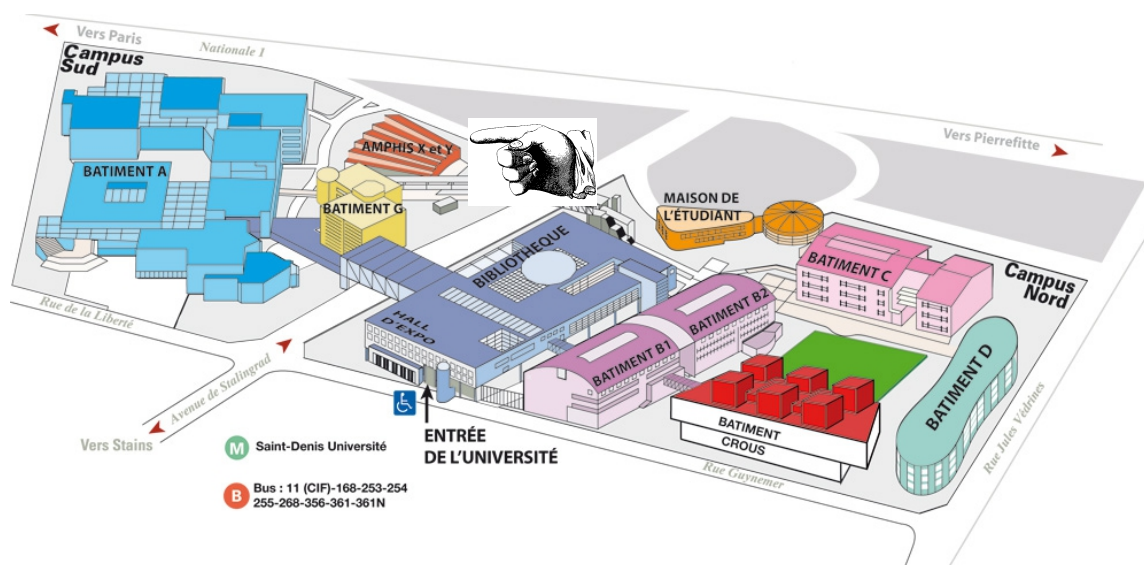 Vers Paris
Nationale 1
Campus
Sud
AMPHIS X et Y
Vers Pierrefitte
BATIMENT A
BATIMENT G
MAISON DE
L'ÉTUDIANT
BIBLIOTHEQUE
BATIMENT C
Campus
Nord
HALL
D'EXPO
BATIMENT B2
BATIMENT B1
BATIMENT D
Rue de la Liberté
Avenue de Stalingrad
Vers Stains
BATIMENT
CROUS
Rue Jules Védrines
ENTRÉE
DE L'UNIVERSITÉ
Rue Guynemer
M Saint-Denis Université
B Bus : 11 (CIF)-168-253-254
255-268-356-361-361N